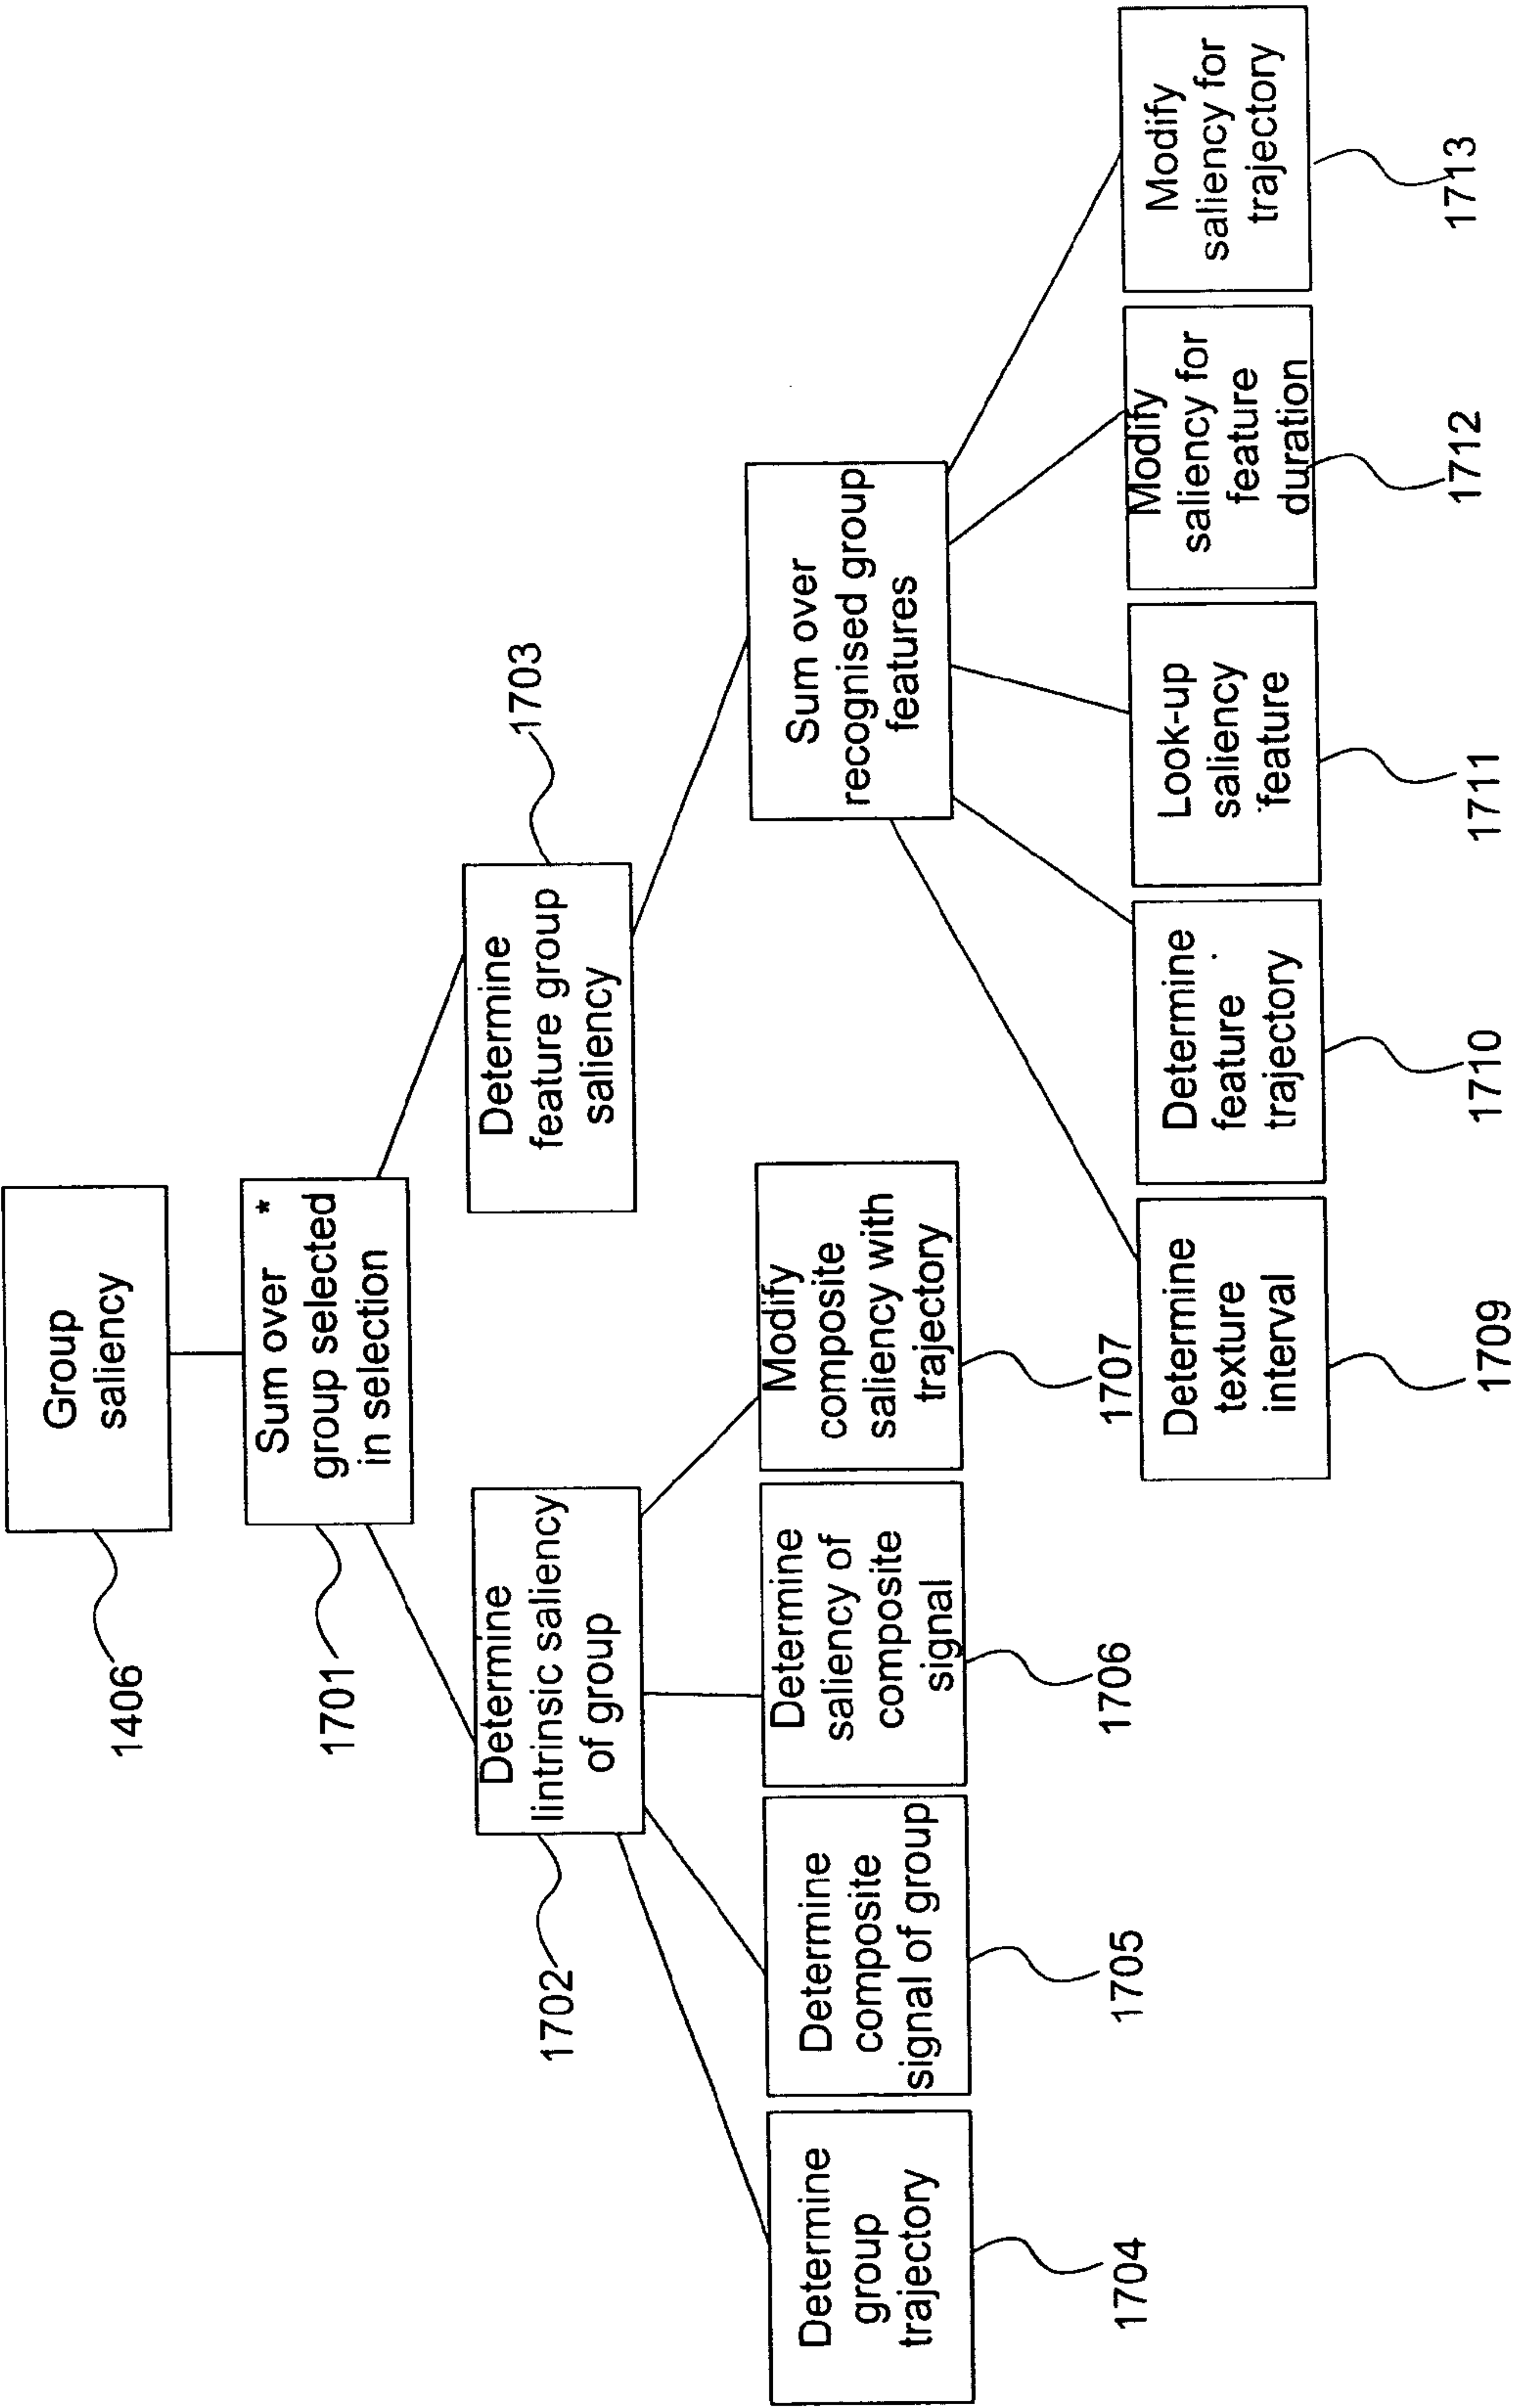 Group
saliency
1406
Sum over *
group selected
in selection
1701
Determine
lintrinsic saliency
of group
1702
Determine
feature group
saliency
1703
Determine
group
trajectory
1704
Determine
composite
signal of group
1705
Determine
saliency of
composite
signal
1706
Modify
composite
saliency with
trajectory
1707
Sum over
recognised group
features
Determine
texture
interval
1709
Determine
feature
trajectory
1710
Look-up
saliency
feature
1711
Modify
saliency for
feature
duration
1712
Modify
saliency for
trajectory
1713